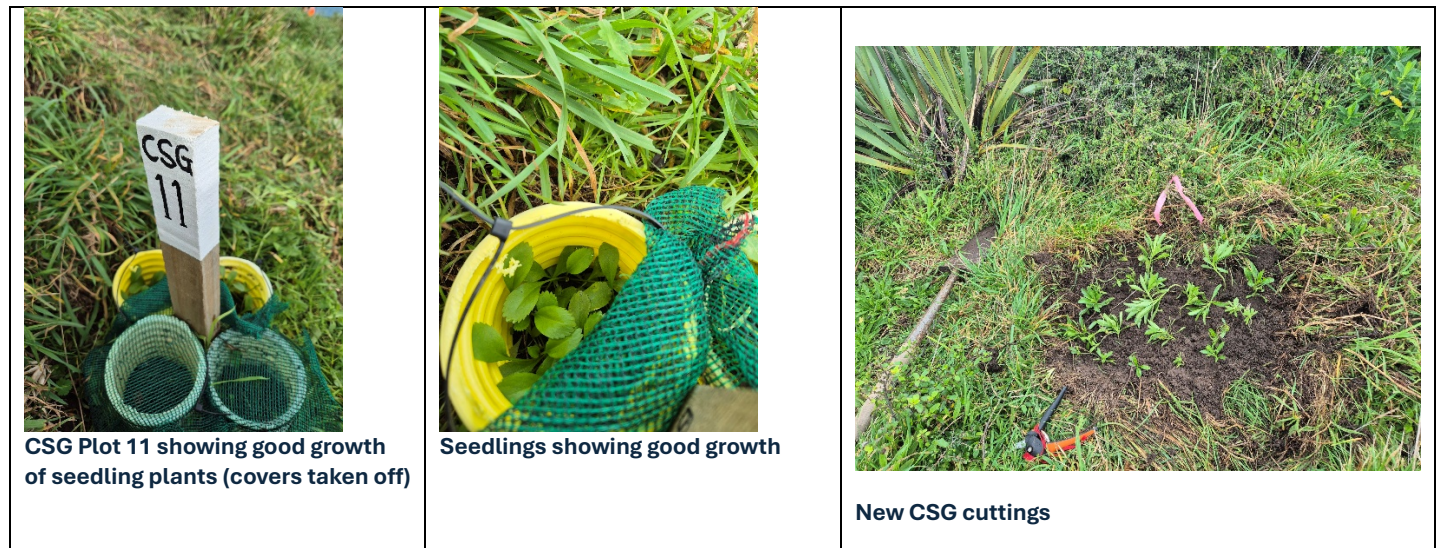 CSG
11
CSG Plot 11 showing good growth
of seedling plants (covers taken off)
Seedlings showing good growth
New CSG cuttings